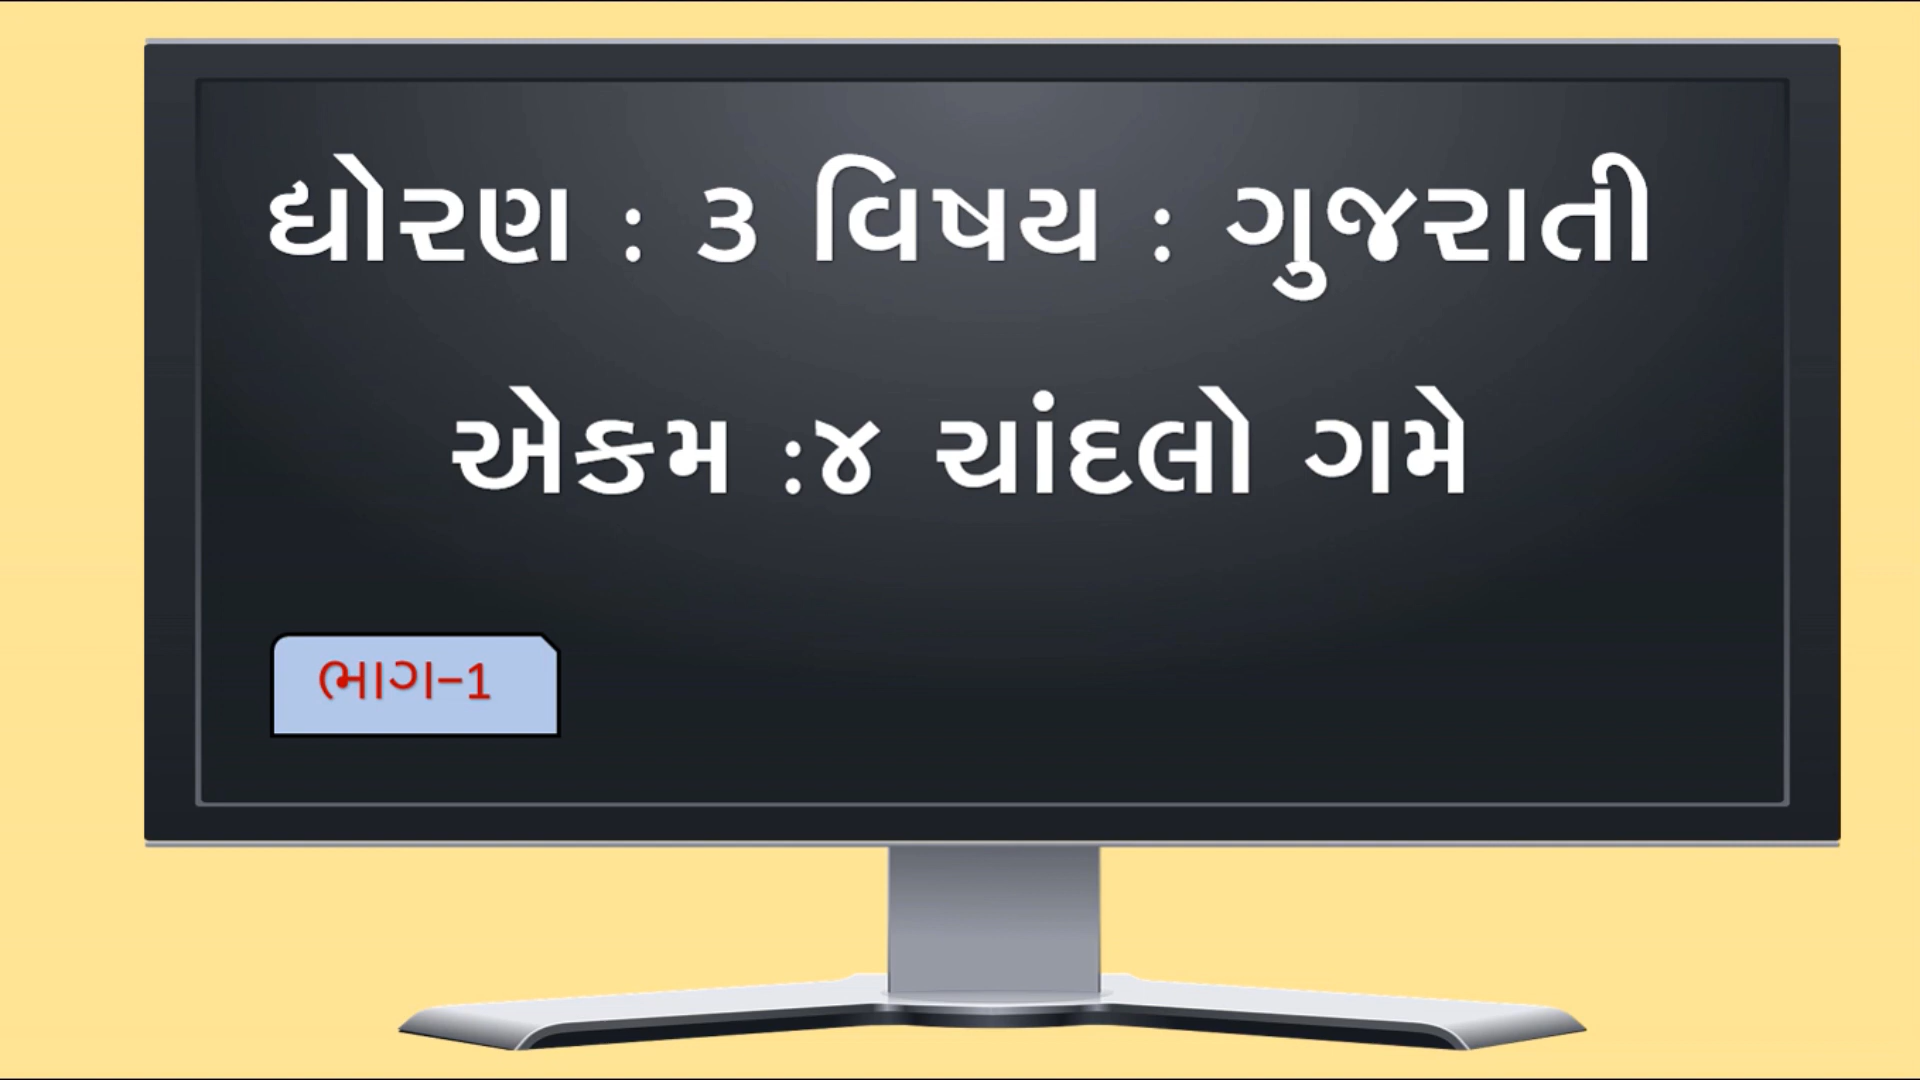 ધોરણ : ૩ વિષય : ગુજરાતી
એકમ :૪ ચાંદલો ગમે
ભાગ–1